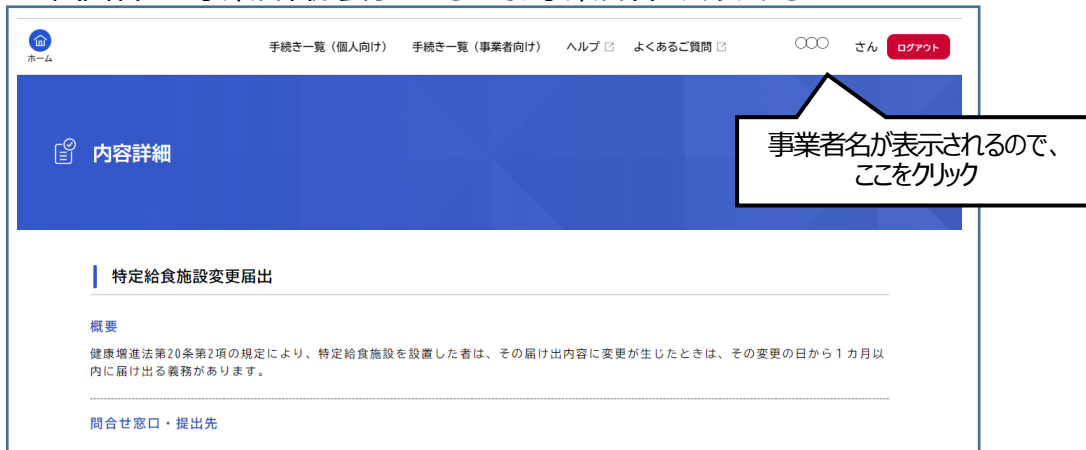 ホーム
手続き一覧（個人向け） 手続き一覧（事業者向け） ヘルプ よくあるご質問 ○○○ さん ログアウト
事業者名が表示されるので、
ここをクリック
内容詳細
特定給食施設変更届出
概要
健康増進法第20条第2項の規定により、特定給食施設を設置した者は、その届け出内容に変更が生じたときは、その変更の日から１カ月以
内に届け出る義務があります。
問合せ窓口・提出先